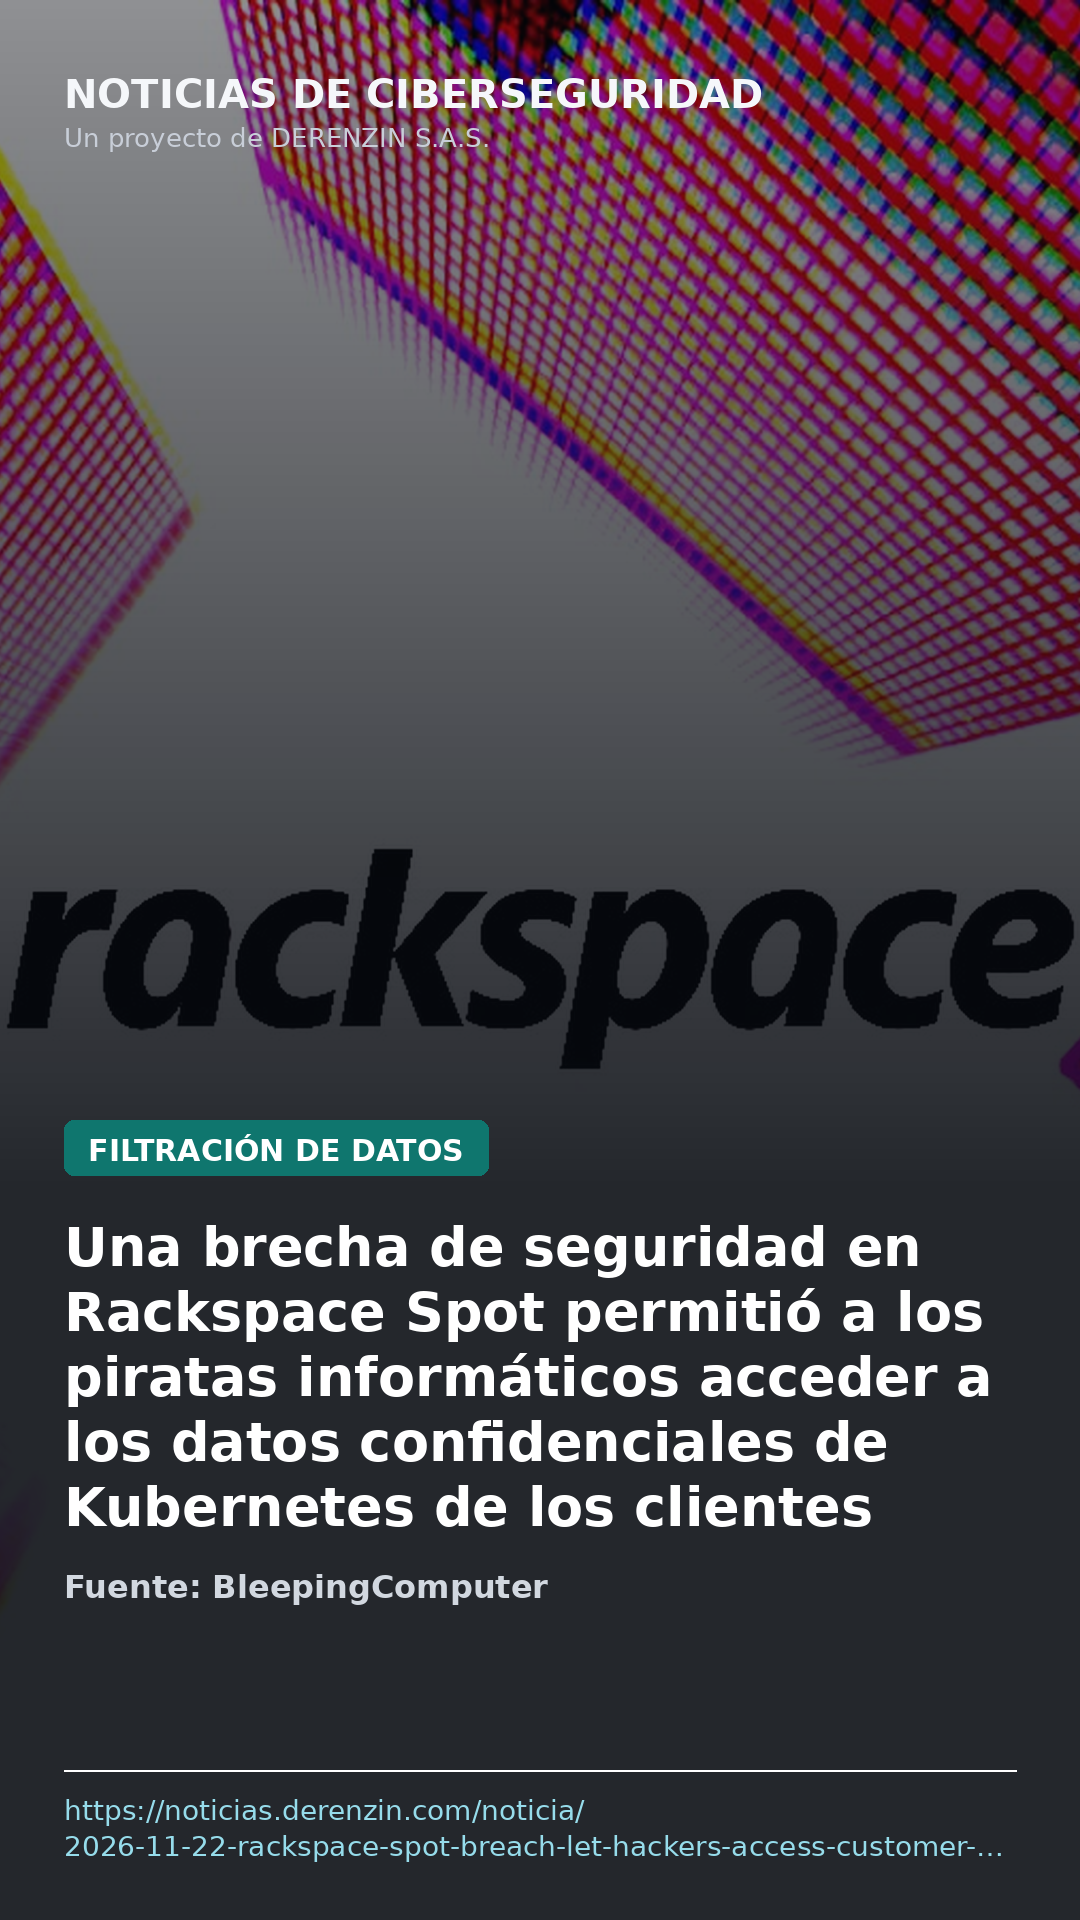 NOTICIAS DE CIBERSEGURIDAD
Un proyecto de DERENZIN S.A.S.
rackspace
FILTRACIÓN DE DATOS
Una brecha de seguridad en
Rackspace Spot permitió a los
piratas informáticos acceder a
los datos confidenciales de
Kubernetes de los clientes
Fuente: BleepingComputer
https://noticias.derenzin.com/noticia/
2026-11-22-rackspace-spot-breach-let-hackers-access-customer-...